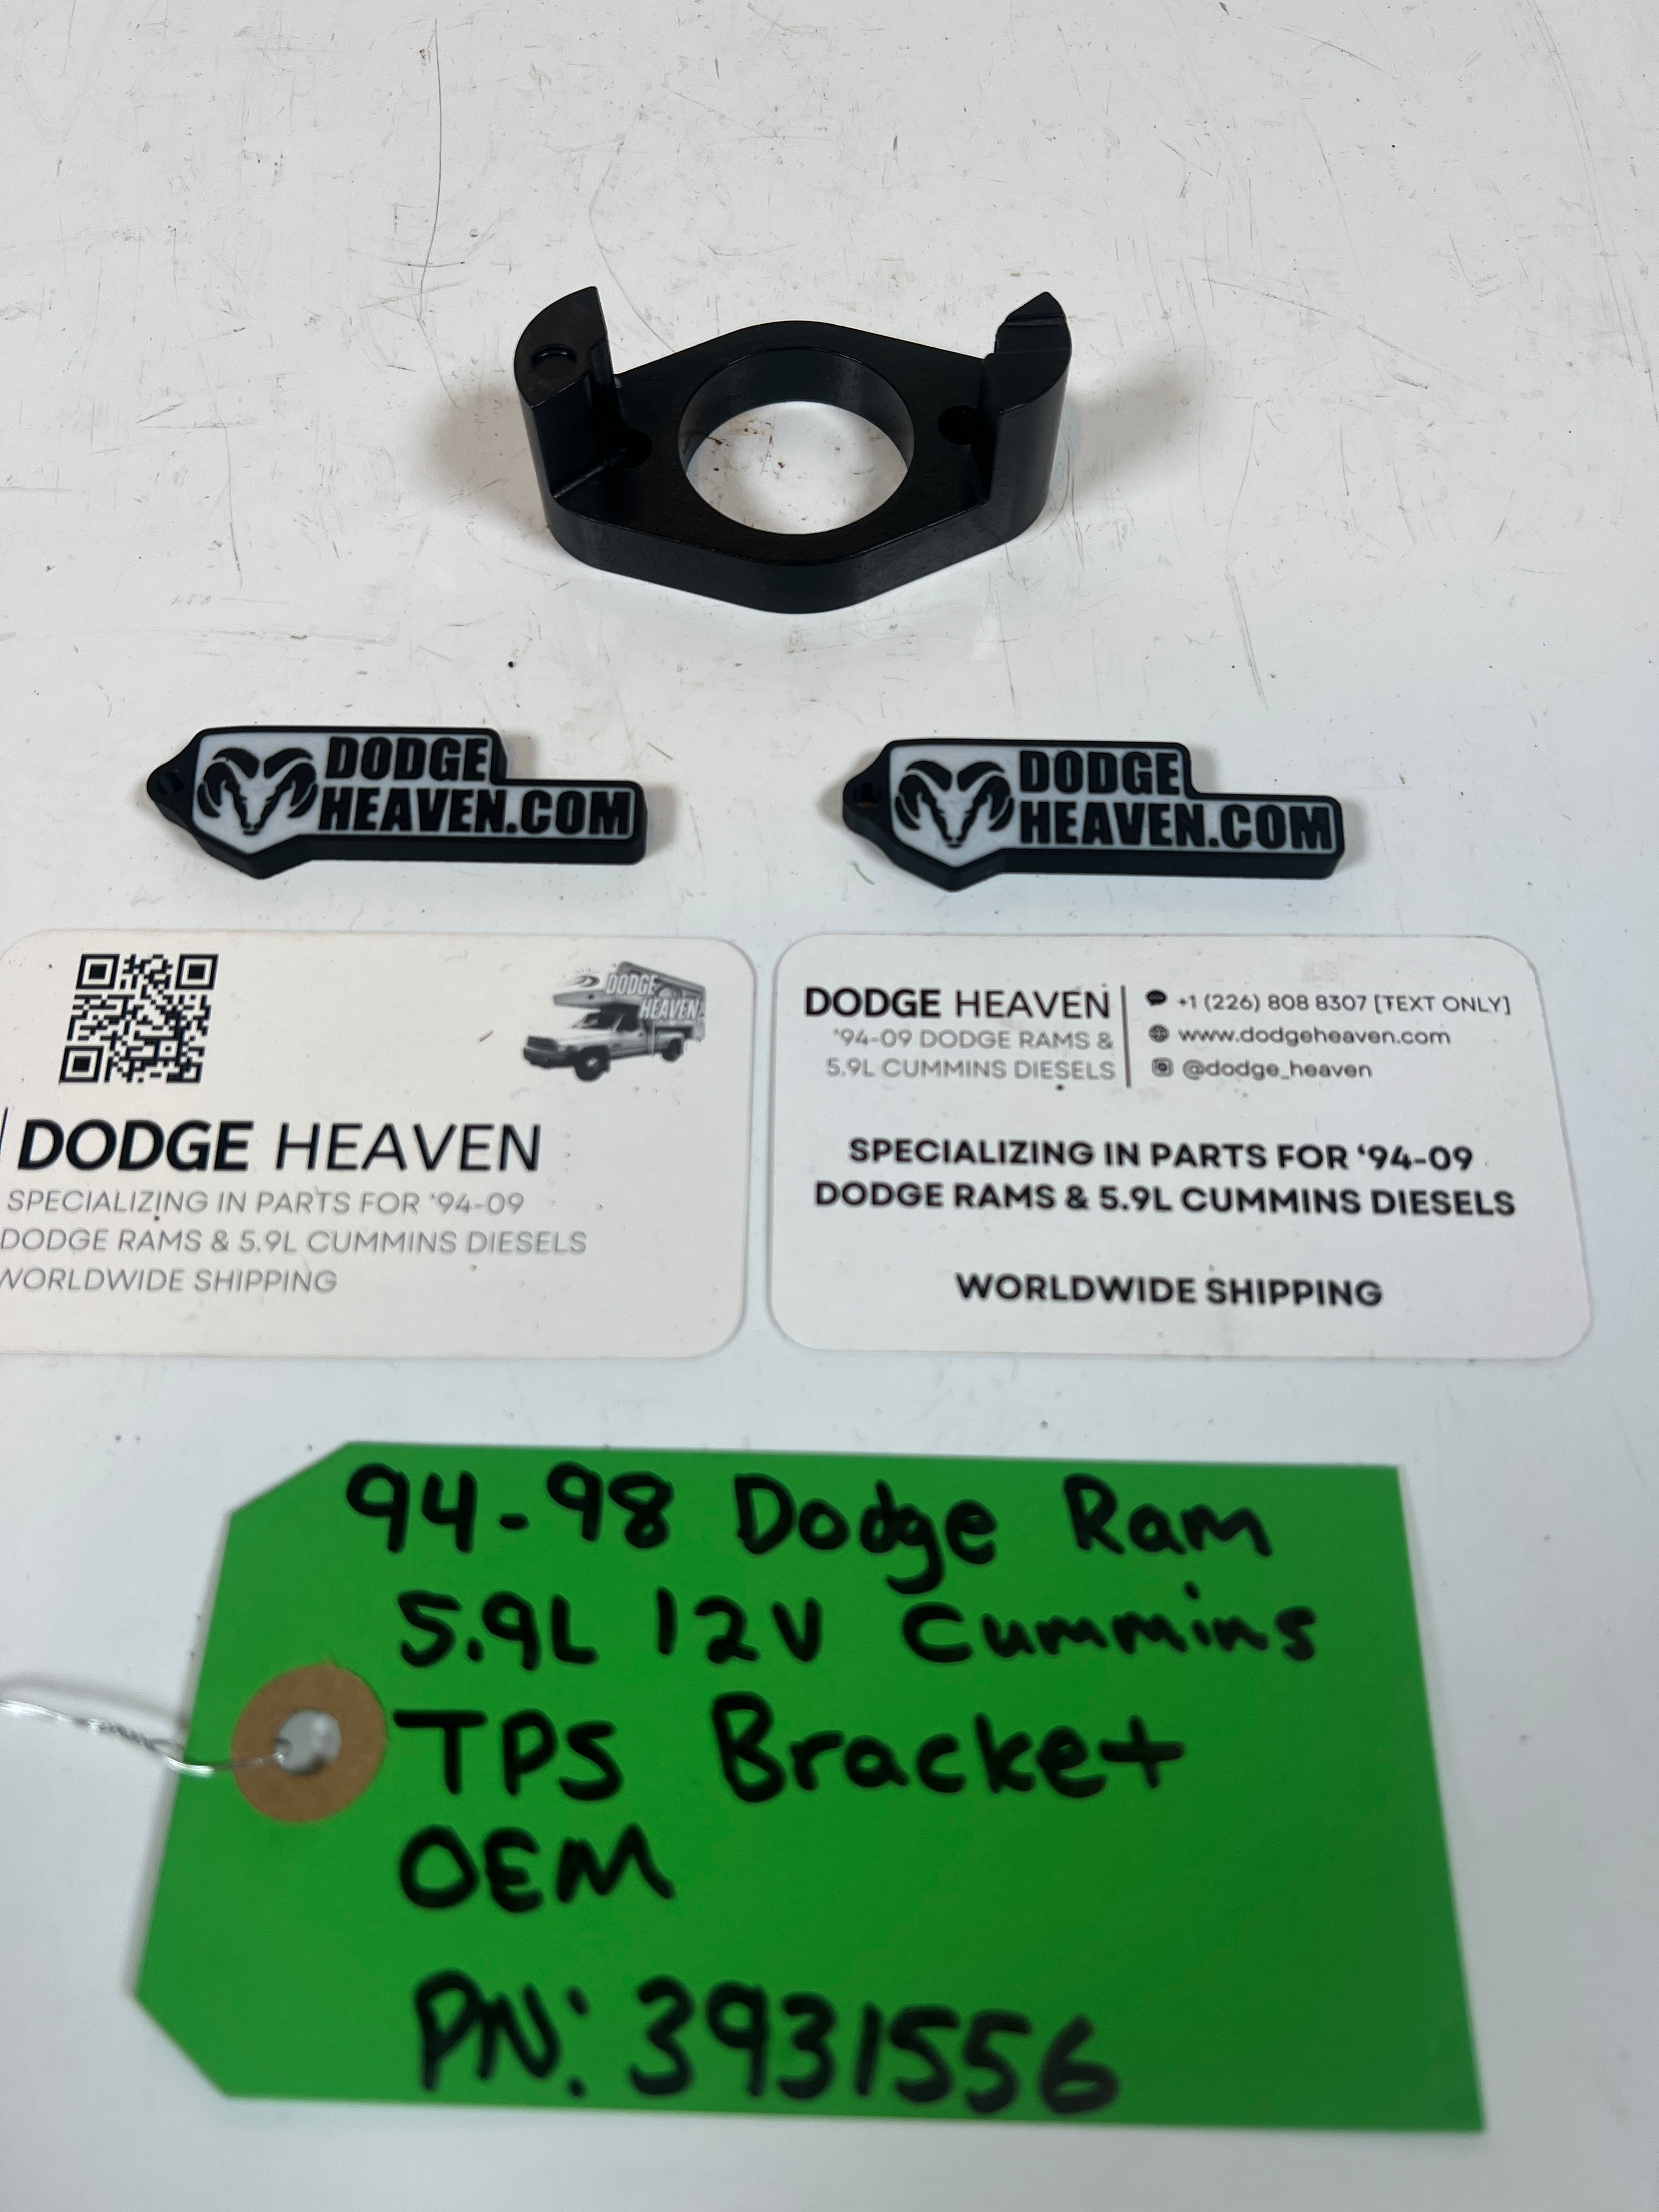 DODGE
HEAVEN.COM
DODGE
HEAVEN.COM
DODGE
HEAVEN
DODGE HEAVEN
SPECIALIZING IN PARTS FOR '94-09
DODGE RAMS & 5.9L CUMMINS DIESELS
WORLDWIDE SHIPPING
DODGE HEAVEN
'94-09 DODGE RAMS &
5.9L CUMMINS DIESELS
+1 (226) 808 8307 [TEXT ONLY]
www.dodgeheaven.com
@dodge_heaven
SPECIALIZING IN PARTS FOR '94-09
DODGE RAMS & 5.9L CUMMINS DIESELS
WORLDWIDE SHIPPING
94-98 Dodge Ram
5.9L 12V Cummins
TPS Bracket
OEM
PN: 3931556